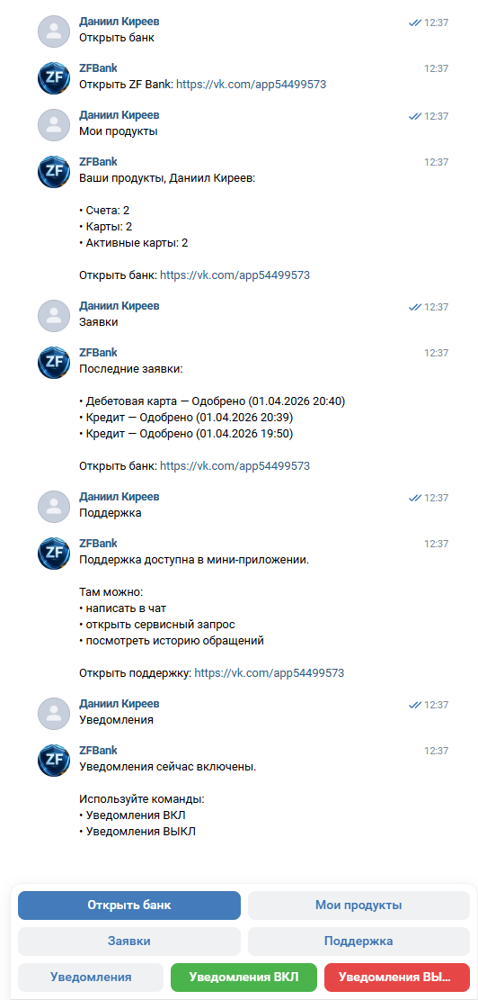 Даниил Киреев
12:37
Открыть банк
ZF
ZFBank
12:37
Открыть ZF Bank: https://vk.com/app54499573
Даниил Киреев
12:37
Мои продукты
ZF
ZFBank
12:37
Ваши продукты, Даниил Киреев:
• Счета: 2
• Карты: 2
• Активные карты: 2
Открыть банк: https://vk.com/app54499573
Даниил Киреев
12:37
Заявки
ZF
ZFBank
12:37
Последние заявки:
• Дебетовая карта — Одобрено (01.04.2026 20:40)
• Кредит — Одобрено (01.04.2026 20:39)
• Кредит — Одобрено (01.04.2026 19:50)
Открыть банк: https://vk.com/app54499573
Даниил Киреев
12:37
Поддержка
ZF
ZFBank
12:37
Поддержка доступна в мини-приложении.
Там можно:
• написать в чат
• открыть сервисный запрос
• посмотреть историю обращений
Открыть поддержку: https://vk.com/app54499573
Даниил Киреев
12:37
Уведомления
ZF
ZFBank
12:37
Уведомления сейчас включены.
Используйте команды:
• Уведомления ВКЛ
• Уведомления ВЫКЛ
Открыть банк
Мои продукты
Заявки
Поддержка
Уведомления
Уведомления ВКЛ
Уведомления ВЫ...